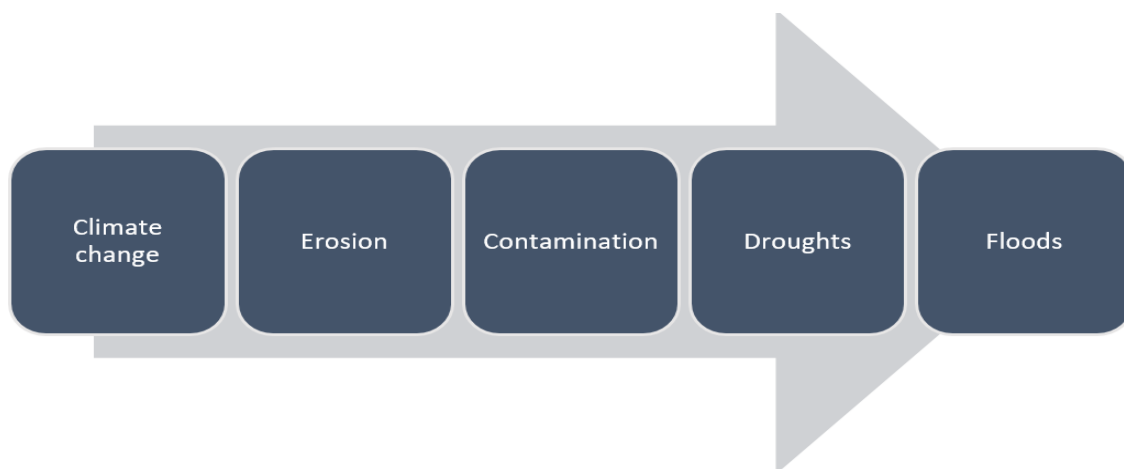 Climate
change
Erosion
Contamination
Droughts
Floods